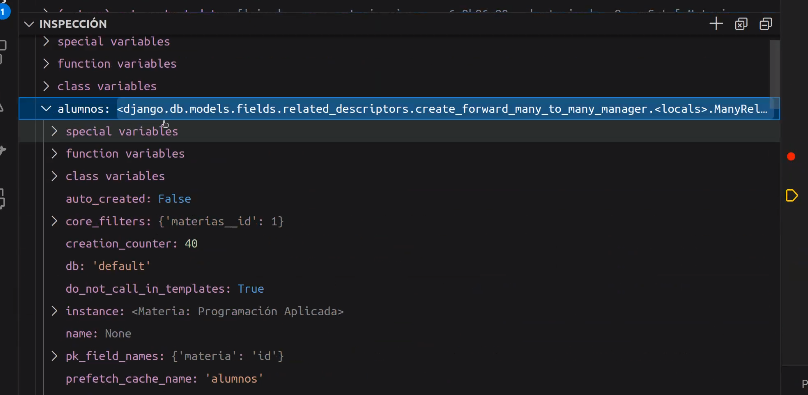 INSPECCIÓN
special variables
function variables
class variables
alumnos: <django.db.models.fields.related_descriptors.create_forward_many_to_many_manager.<locals>.ManyRel…
special variables
function variables
class variables
auto_created: False
core_filters: {'materias__id': 1}
creation_counter: 40
db: 'default'
do_not_call_in_templates: True
instance: <Materia: Programación Aplicada>
name: None
pk_field_names: {'materia': 'id'}
prefetch_cache_name: 'alumnos'